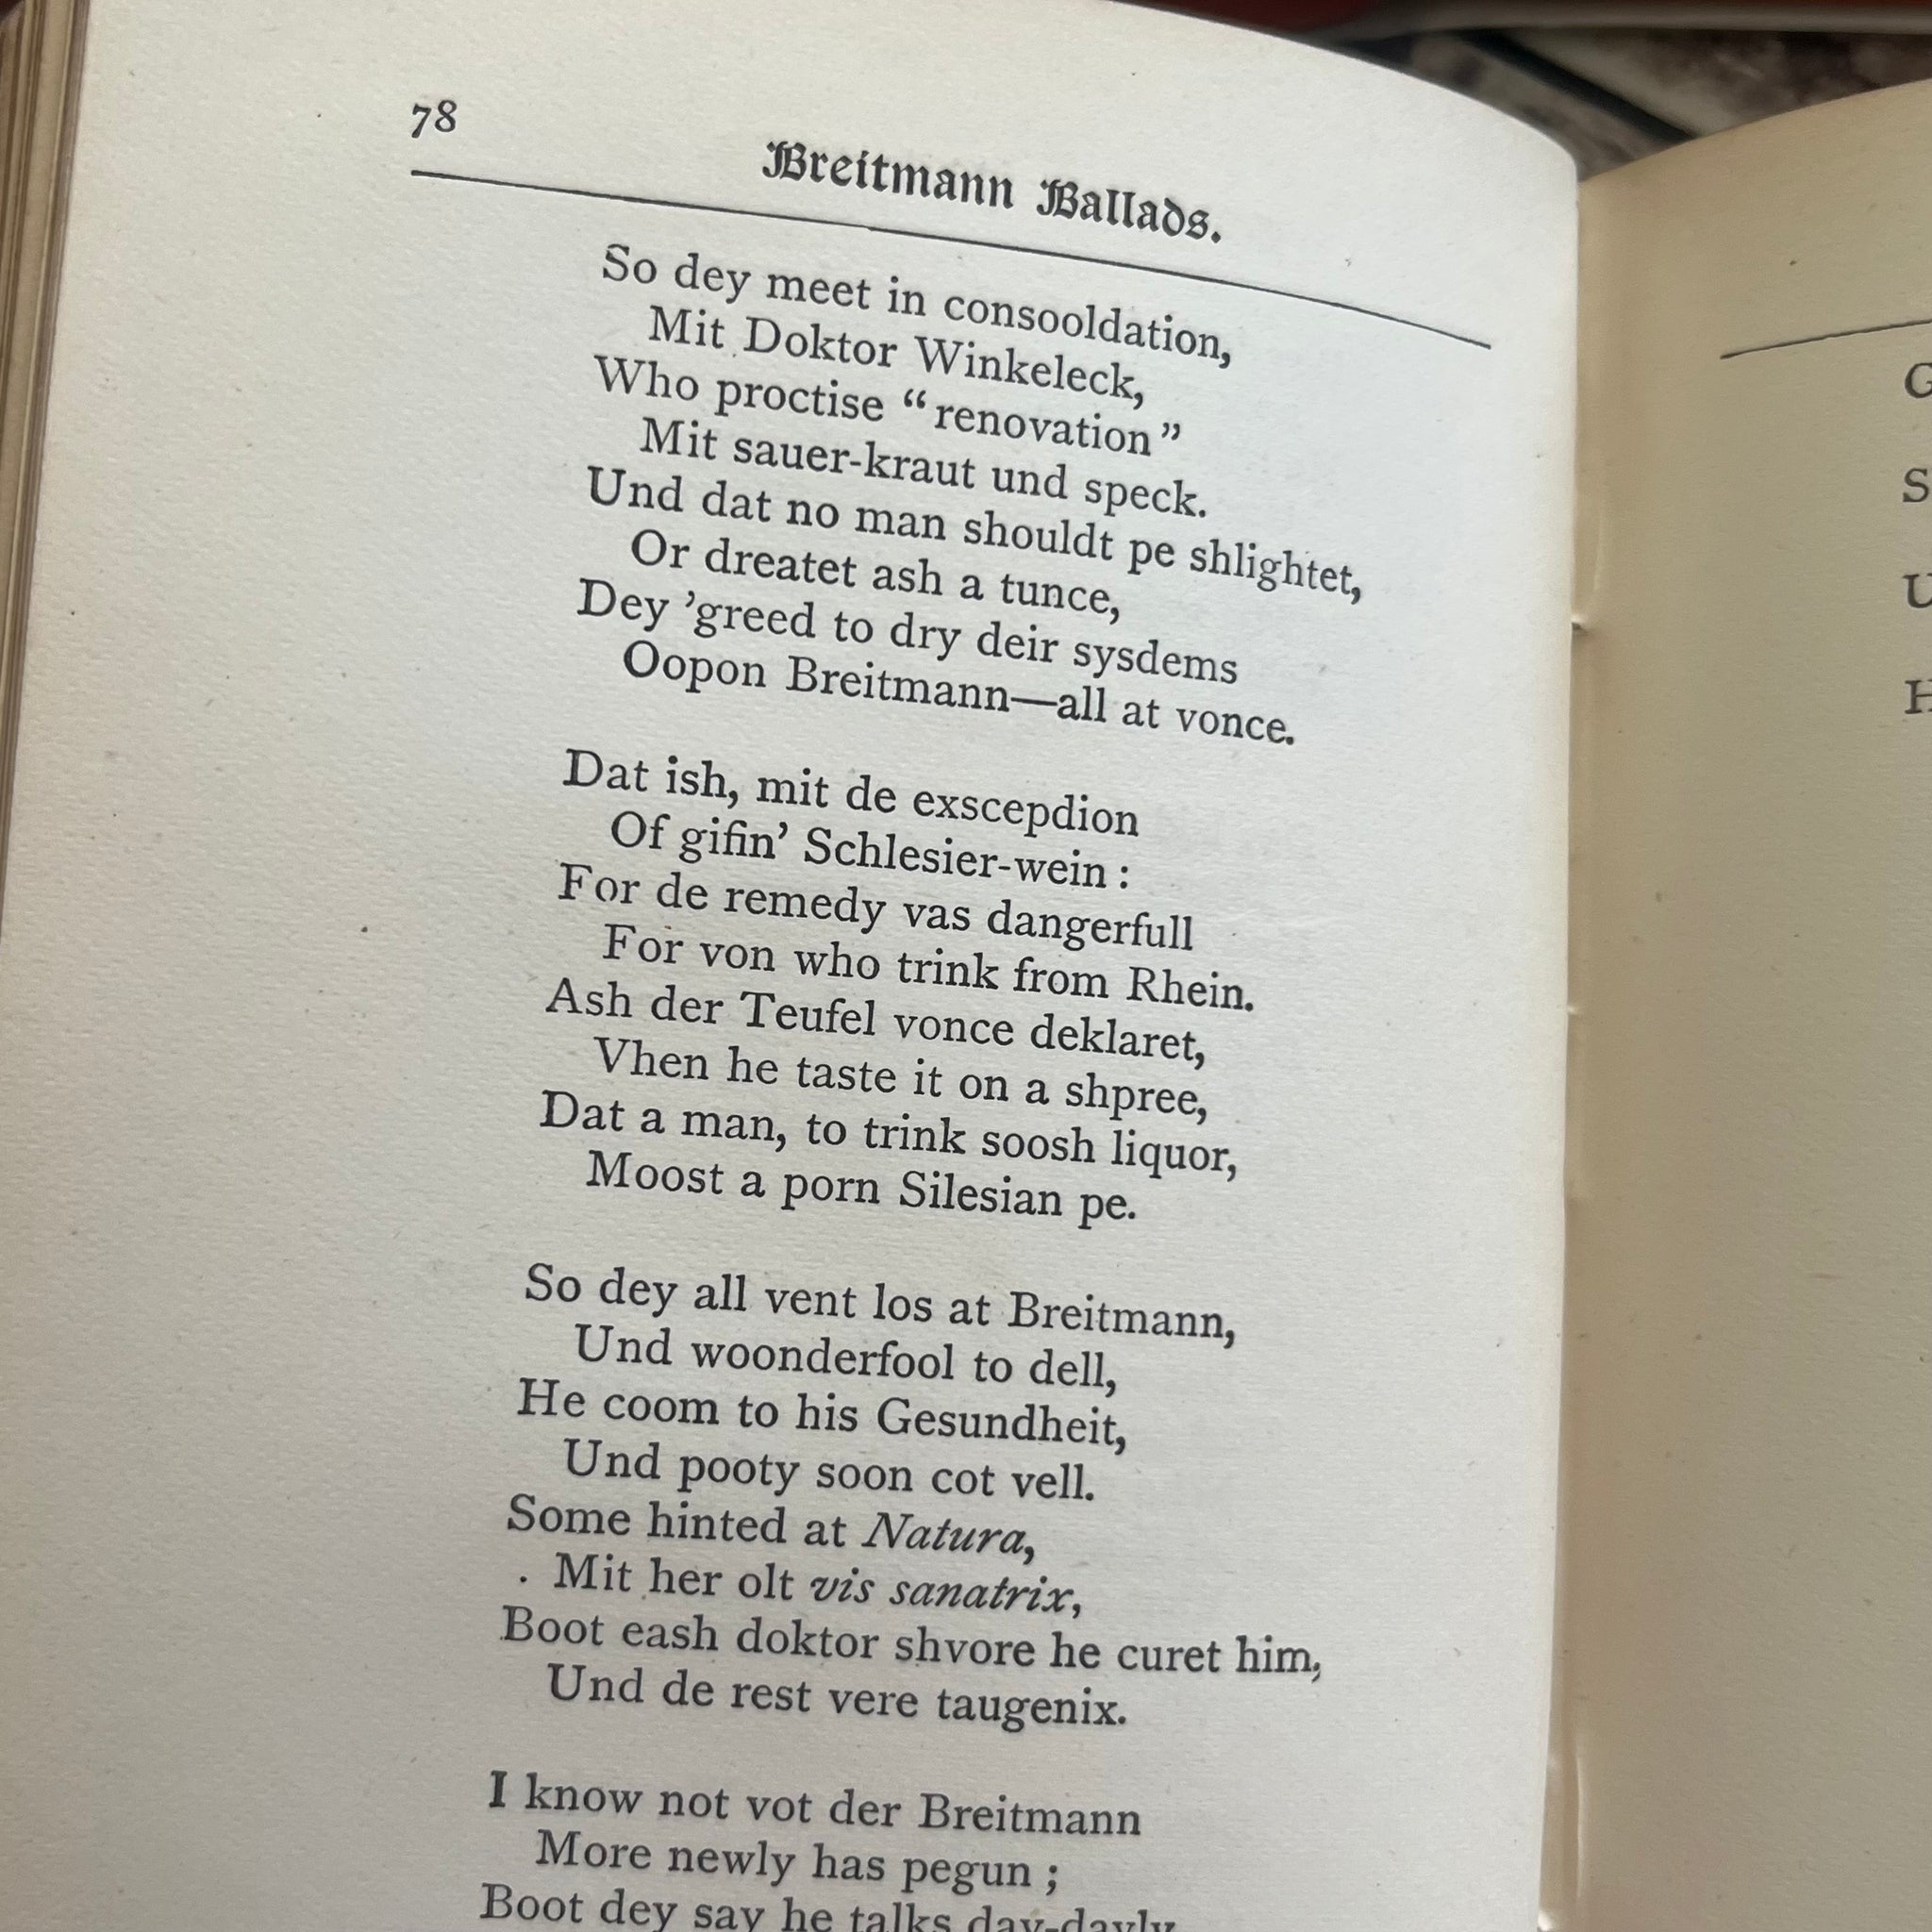 78
Breitmann Ballads.
So dey meet in consooldation,
Mit Doktor Winkeleck,
Who proctise “renovation”
Mit sauer-kraut und speck.
Und dat no man shouldt pe shlightet,
Or dreatet ash a tunce,
Dey ’greed to dry deir sysdems
Oopon Breitmann—all at vonce.
Dat ish, mit de exscepdion
Of gifin’ Schlesier-wein :
For de remedy vas dangerfull
For von who trink from Rhein.
Ash der Teufel vonce deklaret,
Vhen he taste it on a shpree,
Dat a man, to trink soosh liquor,
Moost a porn Silesian pe.
So dey all vent los at Breitmann,
Und woonderfool to dell,
He coom to his Gesundheit,
Und pooty soon cot vell.
Some hinted at Natura,
Mit her olt vis sanatrix,
Boot eash doktor shvore he curet him,
Und de rest vere taugenix.
I know not vot der Breitmann
More newly has pegun ;
Boot dey say he talks day-dayly
G
S
U
H